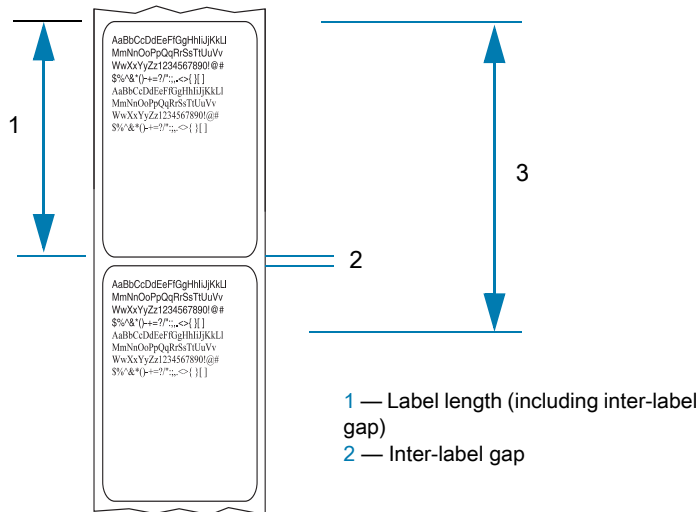 AaBbCcDdEeFfGgHhIiJjKkLl
MmNnOoPpQqRrSsTtUuVv
WwXxYyZz1234567890!@#
$%^&*()-+=?/":;,.<>{ }[ ]
AaBbCcDdEeFfGgHhIiJjKkLl
MmNnOoPpQqRrSsTtUuVv
WwXxYyZz1234567890!@#
$%^&*()-+=?/":;,.<>{ }[ ]
1
3
2
AaBbCcDdEeFfGgHhIiJjKkLl
MmNnOoPpQqRrSsTtUuVv
WwXxYyZz1234567890!@#
$%^&*()-+=?/":;,.<>{ }[ ]
AaBbCcDdEeFfGgHhIiJjKkLl
MmNnOoPpQqRrSsTtUuVv
WwXxYyZz1234567890!@#
$%^&*()-+=?/":;,.<>{ }[ ]
1 — Label length (including inter-label
gap)
2 — Inter-label gap